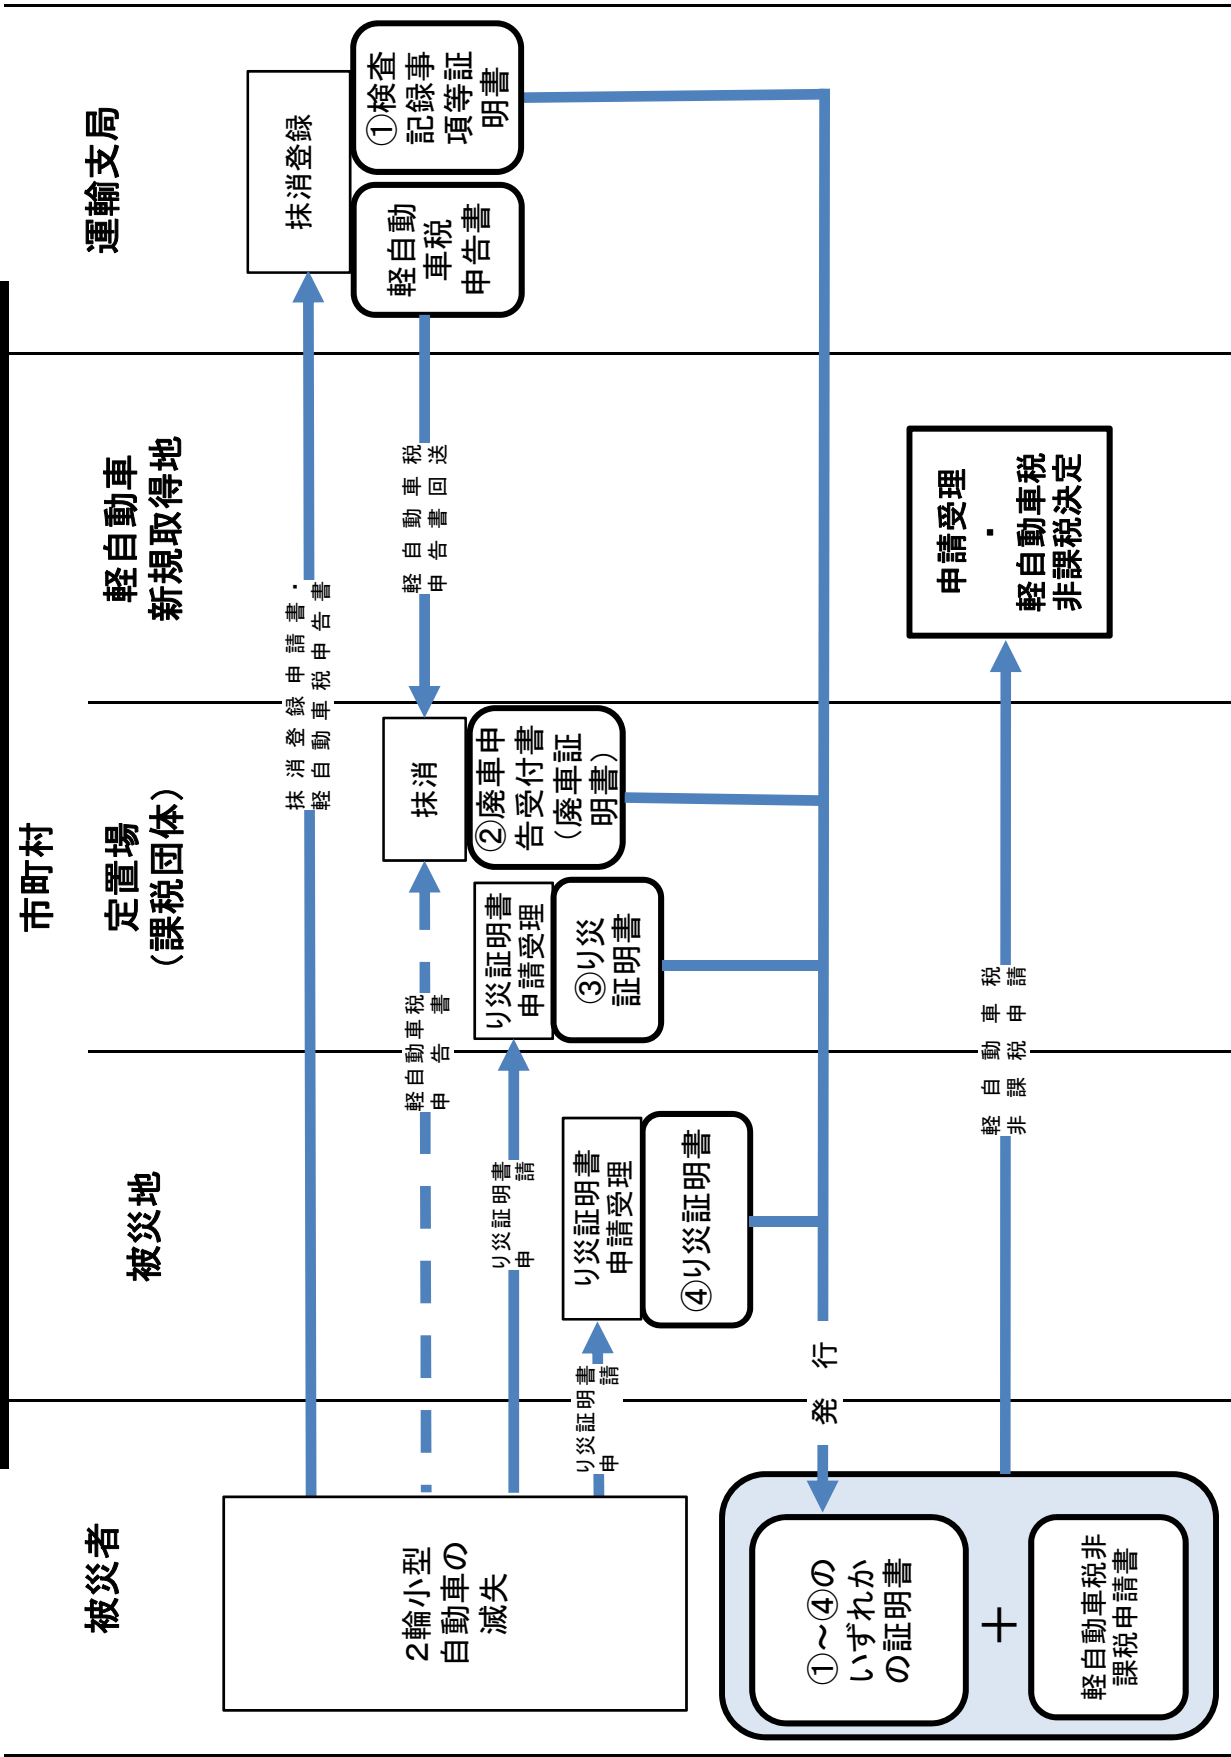 市町村
被災者
被災地
定置場
（課税団体）
軽自動車
新規取得地
運輸支局
2輪小型
自動車の
滅失
抹消登録申請書・
軽自動車税申告書
抹消登録
①検査
記録事
項等証
明書
軽自動
車税
申告書
軽自動車税
申告書回送
軽自動車税
申告書
抹消
②廃車申
告受付書
（廃車証
明書）
り災証明書
申請
り災証明書
申請受理
③り災
証明書
り災証明書
申請
り災証明書
申請受理
④り災証明書
発行
①～④の
いずれか
の証明書
＋
軽自動車税非
課税申請書
軽自動車税
非課税申請
申請受理
・
軽自動車税
非課税決定